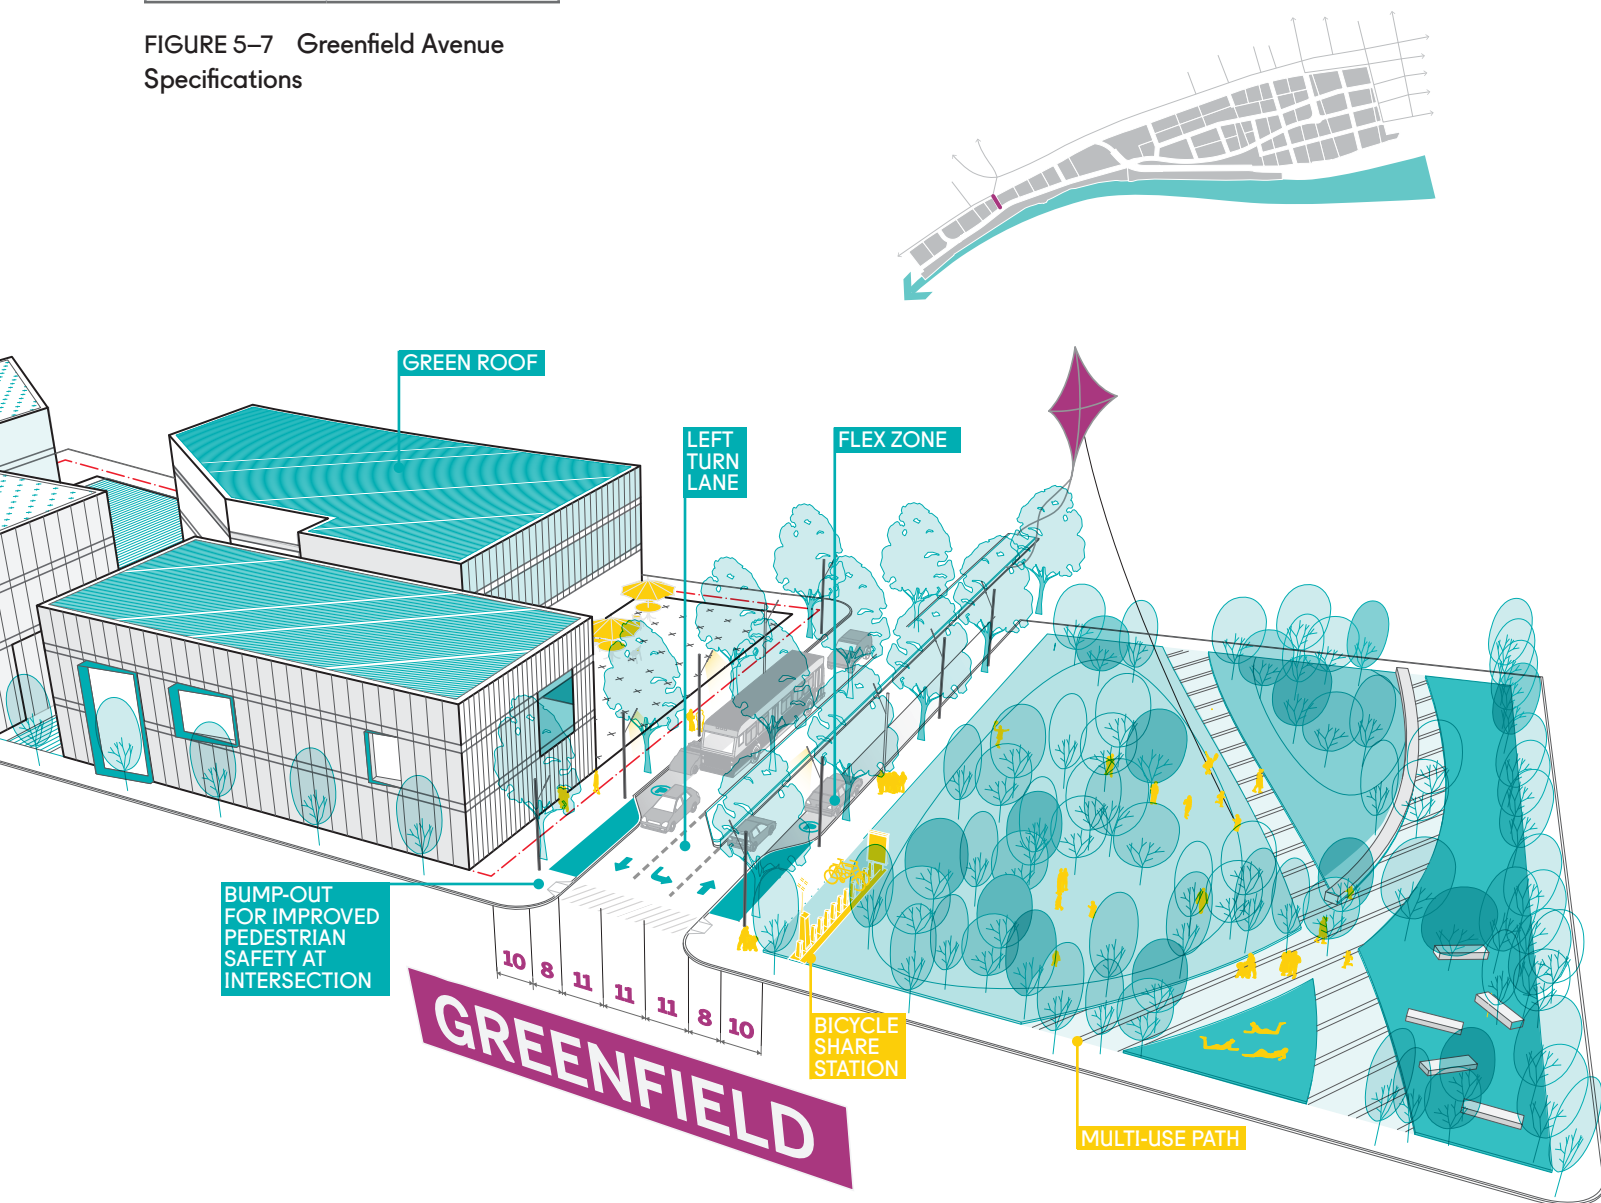 FIGURE 5–7 Greenfield Avenue
Specifications
GREEN ROOF
LEFT
TURN
LANE
FLEX ZONE
BUMP-OUT
FOR IMPROVED
PEDESTRIAN
SAFETY AT
INTERSECTION
10 8 11 11 11 8 10
GREENFIELD
BICYCLE
SHARE
STATION
MULTI-USE PATH